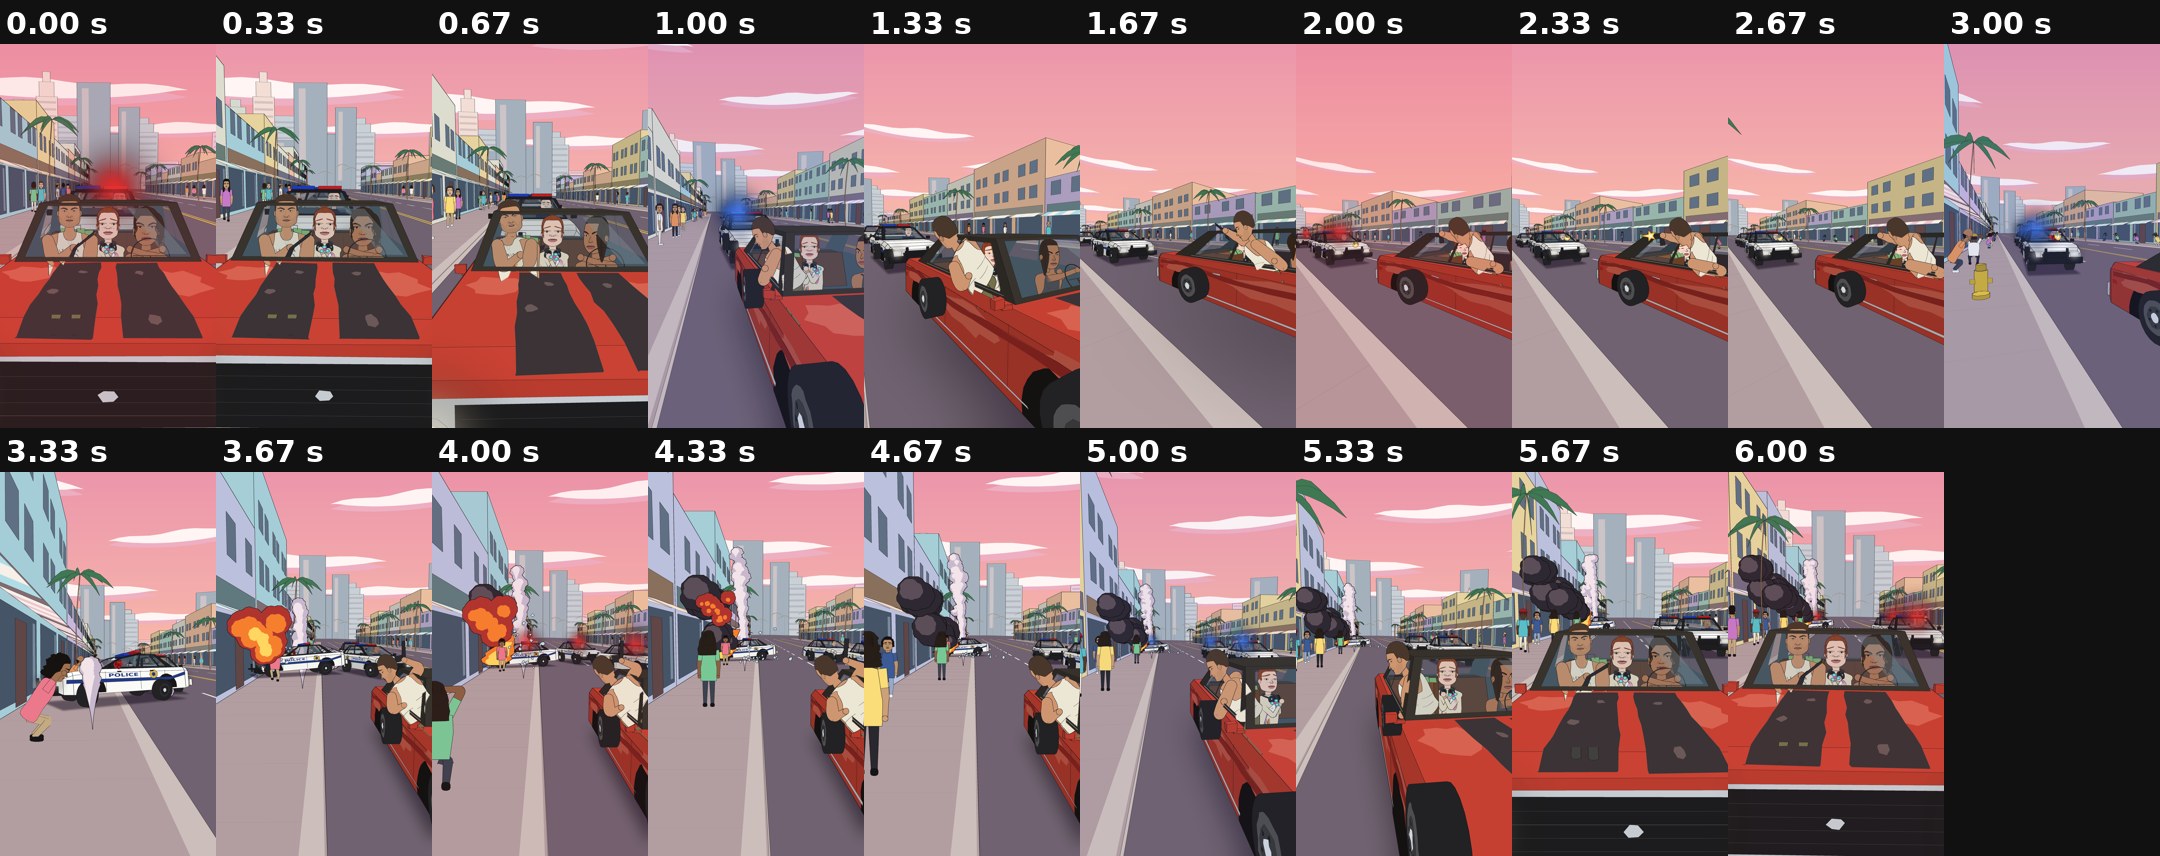 0.00 s
0.33 s
0.67 s
1.00 s
1.33 s
1.67 s
2.00 s
2.33 s
2.67 s
3.00 s
3.33 s
3.67 s
4.00 s
4.33 s
4.67 s
5.00 s
5.33 s
5.67 s
6.00 s
POLICE
POLICE